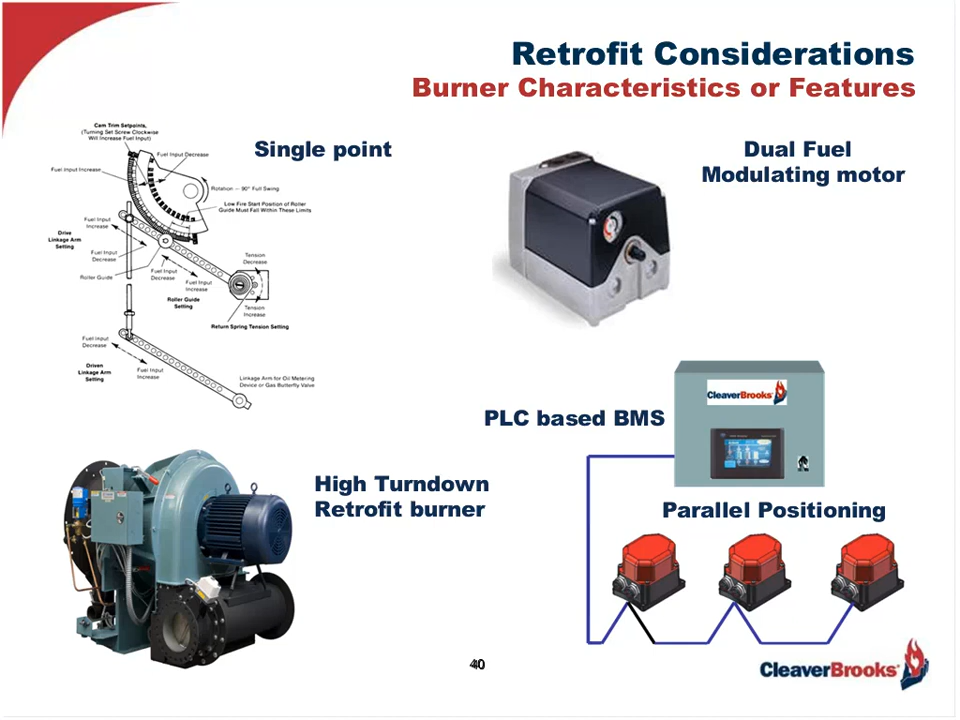 Retrofit Considerations
Burner Characteristics or Features
Cam Trim Setpoints,
(Turning Set Screw Clockwise
Will Increase Fuel Input)
Fuel Input Decrease
Fuel Input Increase
Rotation — 90° Full Swing
Low Fire Start Position of Roller
Guide Must Fall Within These Limits
Fuel Input
Increase
Drive
Linkage Arm
Setting
Fuel Input
Decrease
Roller Guide
Fuel Input
Decrease
Fuel Input
Increase
Roller Guide
Setting
Tension
Decrease
Tension
Increase
Return Spring Tension Setting
Fuel Input
Decrease
Driven
Linkage Arm
Setting
Fuel Input
Increase
Linkage Arm for Oil Metering
Device or Gas Butterfly Valve
Single point
Dual Fuel
Modulating motor
PLC based BMS
CleaverBrooks
High Turndown
Retrofit burner
Parallel Positioning
40
CleaverBrooks